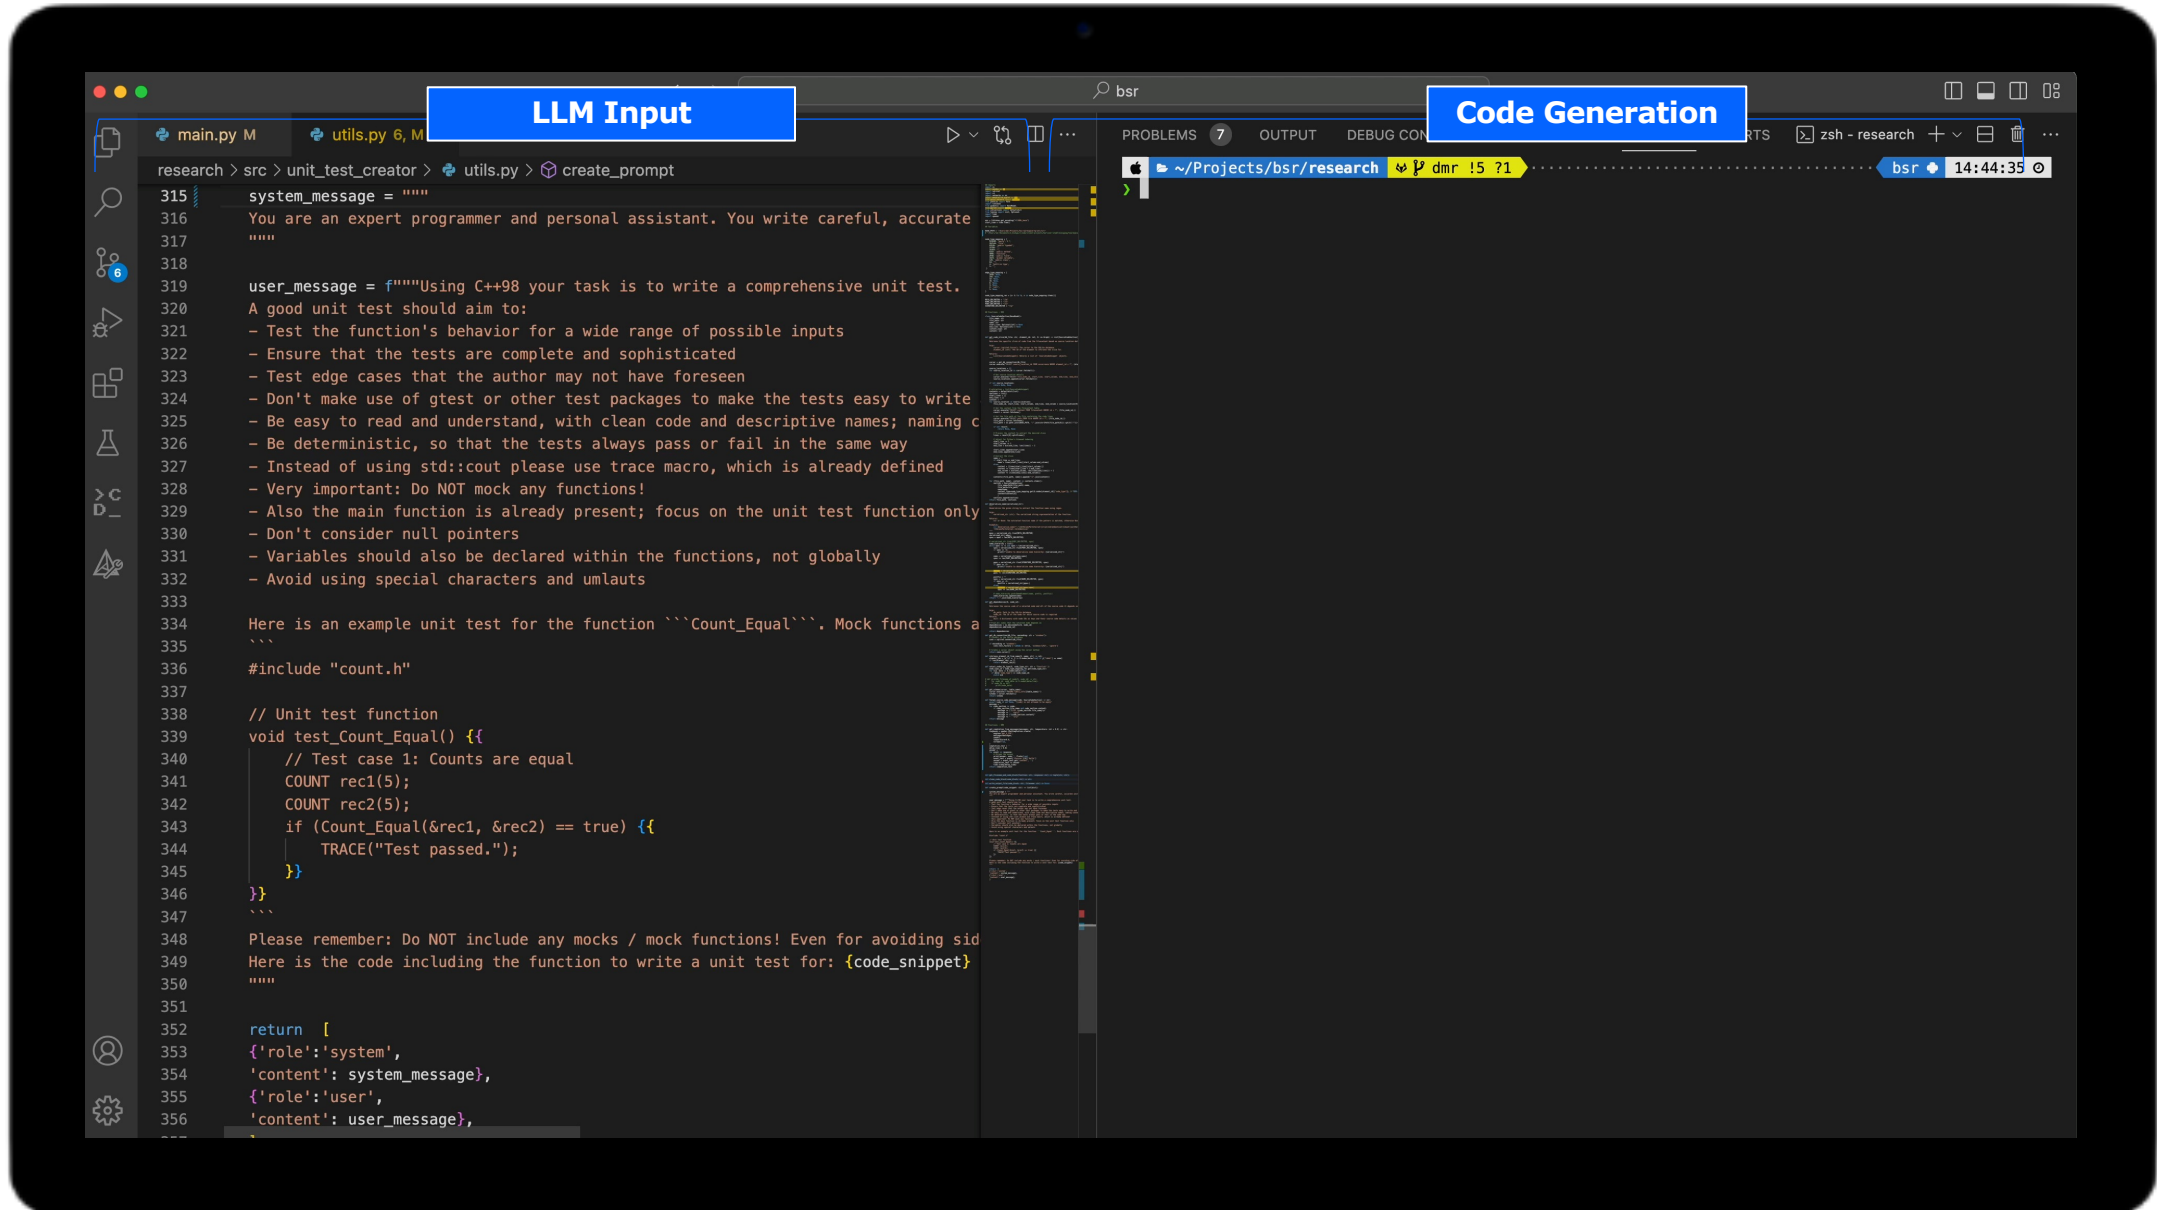 LLM Input
Code Generation
bsr
main.py M
utils.py 6, M
PROBLEMS 7 OUTPUT DEBUG CON
RTS zsh - research
research > src > unit_test_creator > utils.py > create_prompt
~/Projects/bsr/research dmr !5 ?1 bsr 14:44:35
❯
6
315 system_message = """
316 You are an expert programmer and personal assistant. You write careful, accurate
317 """
318
319 user_message = f"""Using C++98 your task is to write a comprehensive unit test.
320 A good unit test should aim to:
321 - Test the function's behavior for a wide range of possible inputs
322 - Ensure that the tests are complete and sophisticated
323 - Test edge cases that the author may not have foreseen
324 - Don't make use of gtest or other test packages to make the tests easy to write
325 - Be easy to read and understand, with clean code and descriptive names; naming c
326 - Be deterministic, so that the tests always pass or fail in the same way
327 - Instead of using std::cout please use trace macro, which is already defined
328 - Very important: Do NOT mock any functions!
329 - Also the main function is already present; focus on the unit test function only
330 - Don't consider null pointers
331 - Variables should also be declared within the functions, not globally
332 - Avoid using special characters and umlauts
333
334 Here is an example unit test for the function ```Count_Equal```. Mock functions a
335 ```
336 #include "count.h"
337
338 // Unit test function
339 void test_Count_Equal() {{
340 // Test case 1: Counts are equal
341 COUNT rec1(5);
342 COUNT rec2(5);
343 if (Count_Equal(&rec1, &rec2) == true) {{
344 TRACE("Test passed.");
345 }}
346 }}
347 ```
348 Please remember: Do NOT include any mocks / mock functions! Even for avoiding sid
349 Here is the code including the function to write a unit test for: {code_snippet}
350 """
351
352 return [
353 {'role':'system',
354 'content': system_message},
355 {'role':'user',
356 'content': user_message},